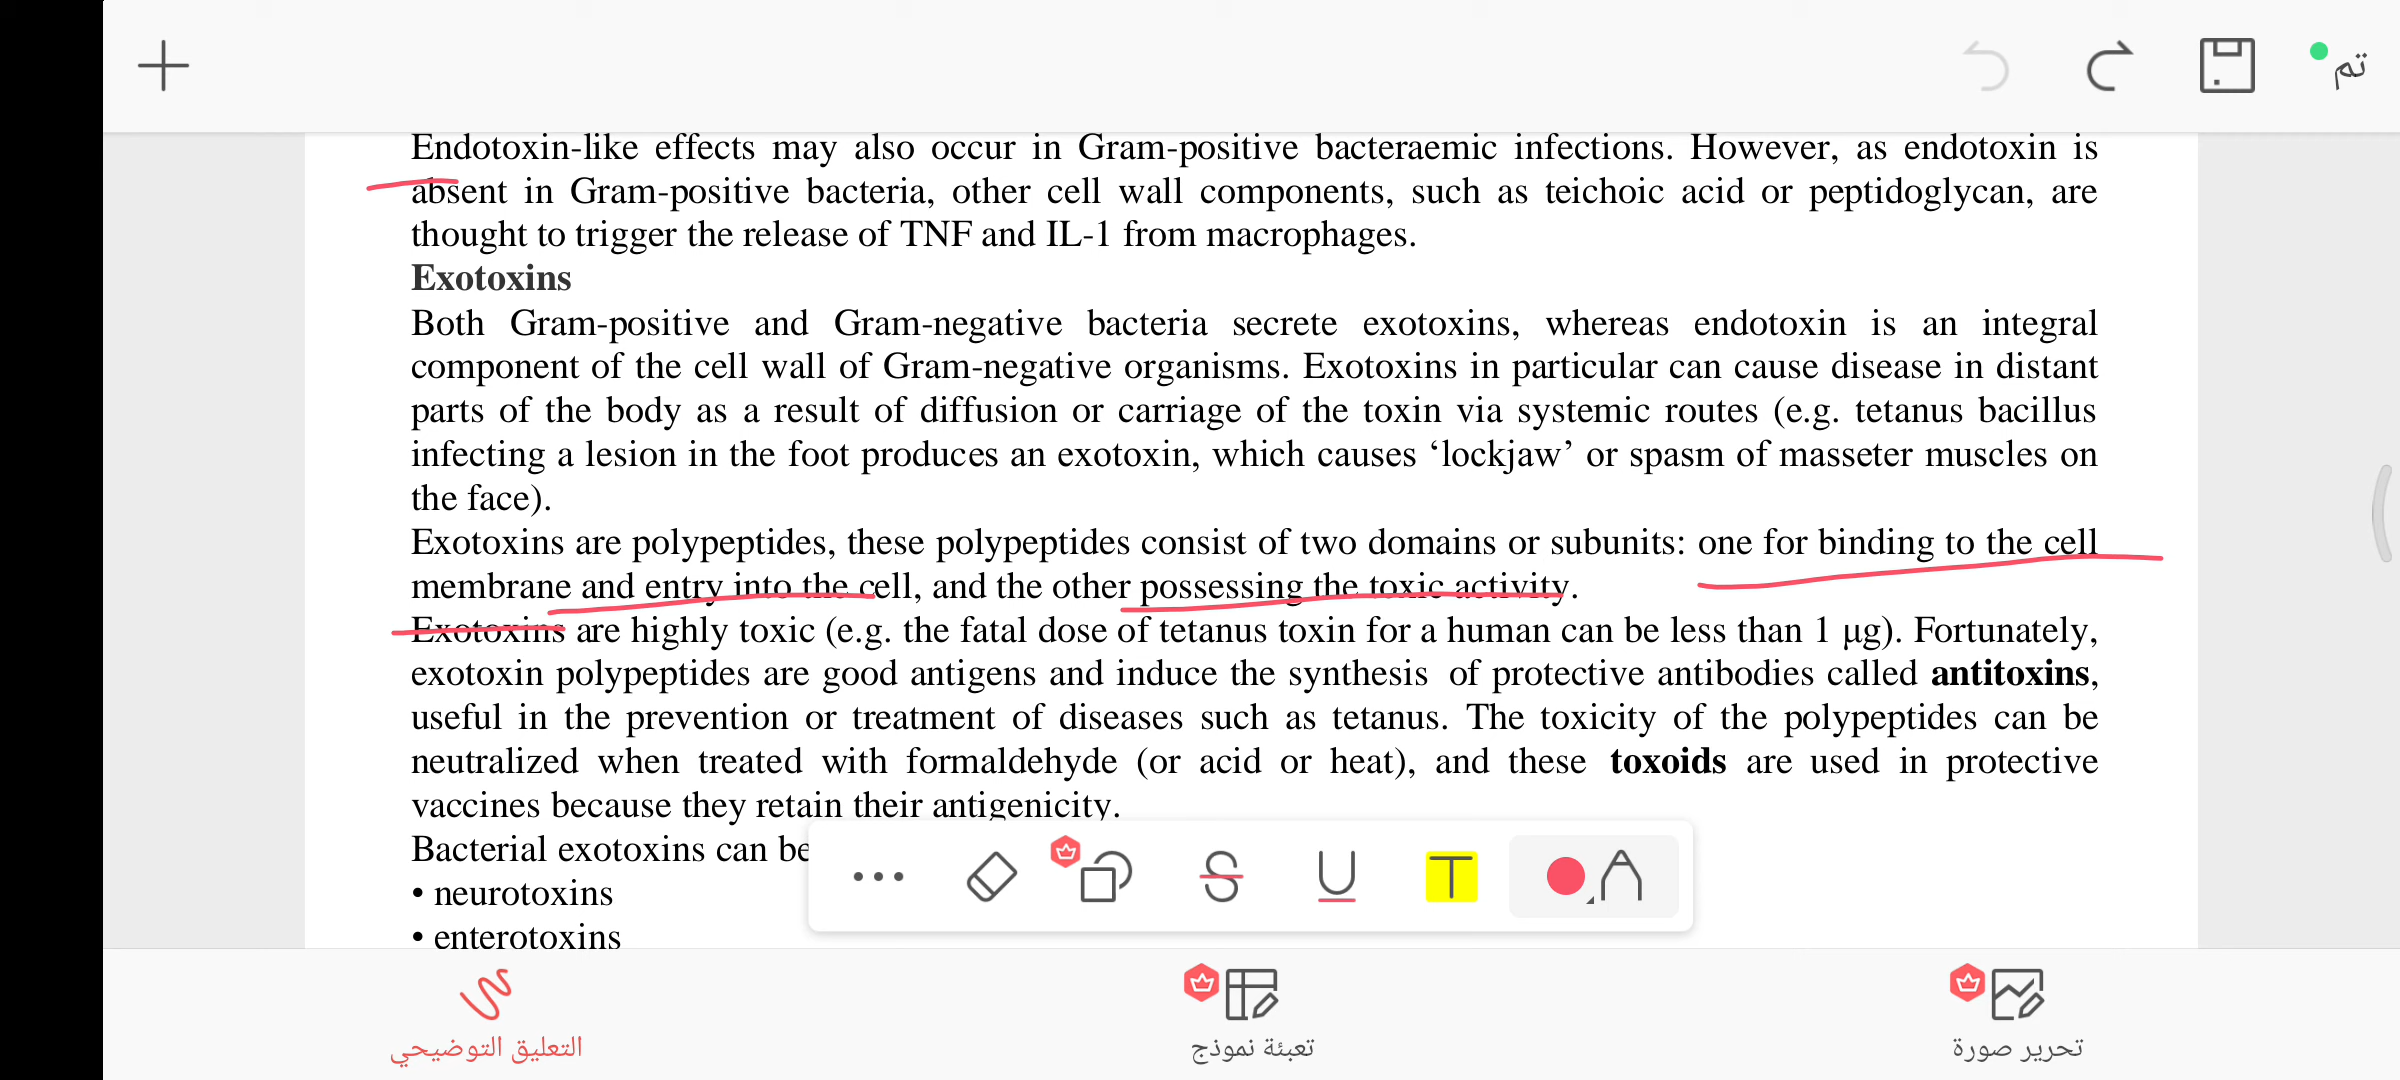 تم
Endotoxin-like effects may also occur in Gram-positive bacteraemic infections. However, as endotoxin is
absent in Gram-positive bacteria, other cell wall components, such as teichoic acid or peptidoglycan, are
thought to trigger the release of TNF and IL-1 from macrophages.
Exotoxins
Both Gram-positive and Gram-negative bacteria secrete exotoxins, whereas endotoxin is an integral
component of the cell wall of Gram-negative organisms. Exotoxins in particular can cause disease in distant
parts of the body as a result of diffusion or carriage of the toxin via systemic routes (e.g. tetanus bacillus
infecting a lesion in the foot produces an exotoxin, which causes ‘lockjaw’ or spasm of masseter muscles on
the face).
Exotoxins are polypeptides, these polypeptides consist of two domains or subunits: one for binding to the cell
membrane and entry into the cell, and the other possessing the toxic activity.
Exotoxins are highly toxic (e.g. the fatal dose of tetanus toxin for a human can be less than 1 μg). Fortunately,
exotoxin polypeptides are good antigens and induce the synthesis of protective antibodies called antitoxins,
useful in the prevention or treatment of diseases such as tetanus. The toxicity of the polypeptides can be
neutralized when treated with formaldehyde (or acid or heat), and these toxoids are used in protective
vaccines because they retain their antigenicity.
Bacterial exotoxins can be
• neurotoxins
• enterotoxins
التعليق التوضيحي
تعبئة نموذج
تحرير صورة